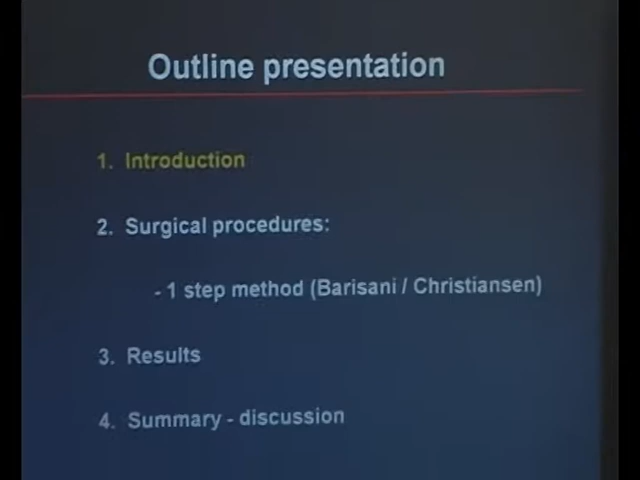 Outline presentation
1. Introduction
2. Surgical procedures:
- 1 step method (Barisani / Christiansen)
3. Results
4. Summary - discussion